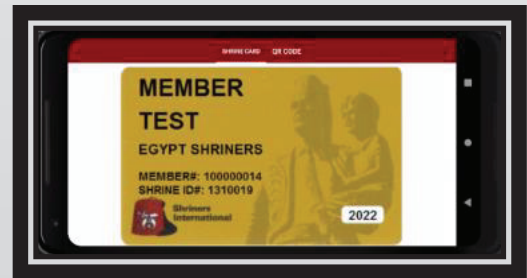 SHRINE CARD QR CODE
MEMBER
TEST
EGYPT SHRINERS
MEMBER#: 100000014
SHRINE ID#: 1310019
Shriners
International
2022